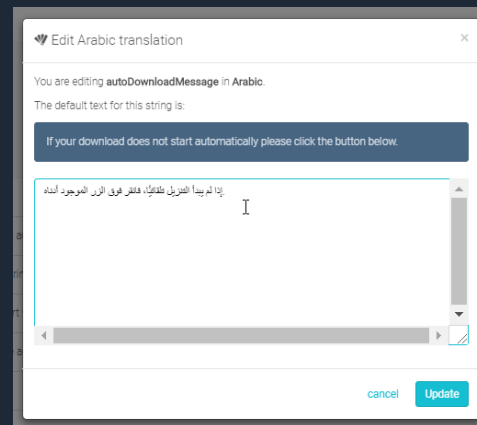 Edit Arabic translation
×
You are editing autoDownloadMessage in Arabic.
The default text for this string is:
If your download does not start automatically please click the button below.
إذا لم يبدأ التنزيل تلقائيًا، فانقر فوق الزر الموجود أدناه.
cancel
Update